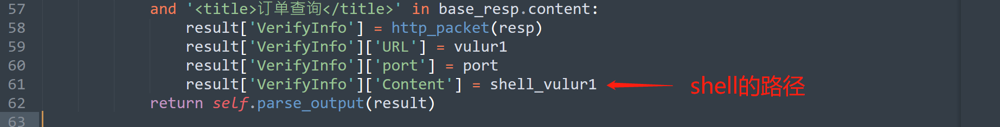 57 and '<title>订单查询</title>' in base_resp.content:
58 result['VerifyInfo'] = http_packet(resp)
59 result['VerifyInfo']['URL'] = vulur1
60 result['VerifyInfo']['port'] = port
61 result['VerifyInfo']['Content'] = shell_vulur1 shell的路径
62 return self.parse_output(result)
63